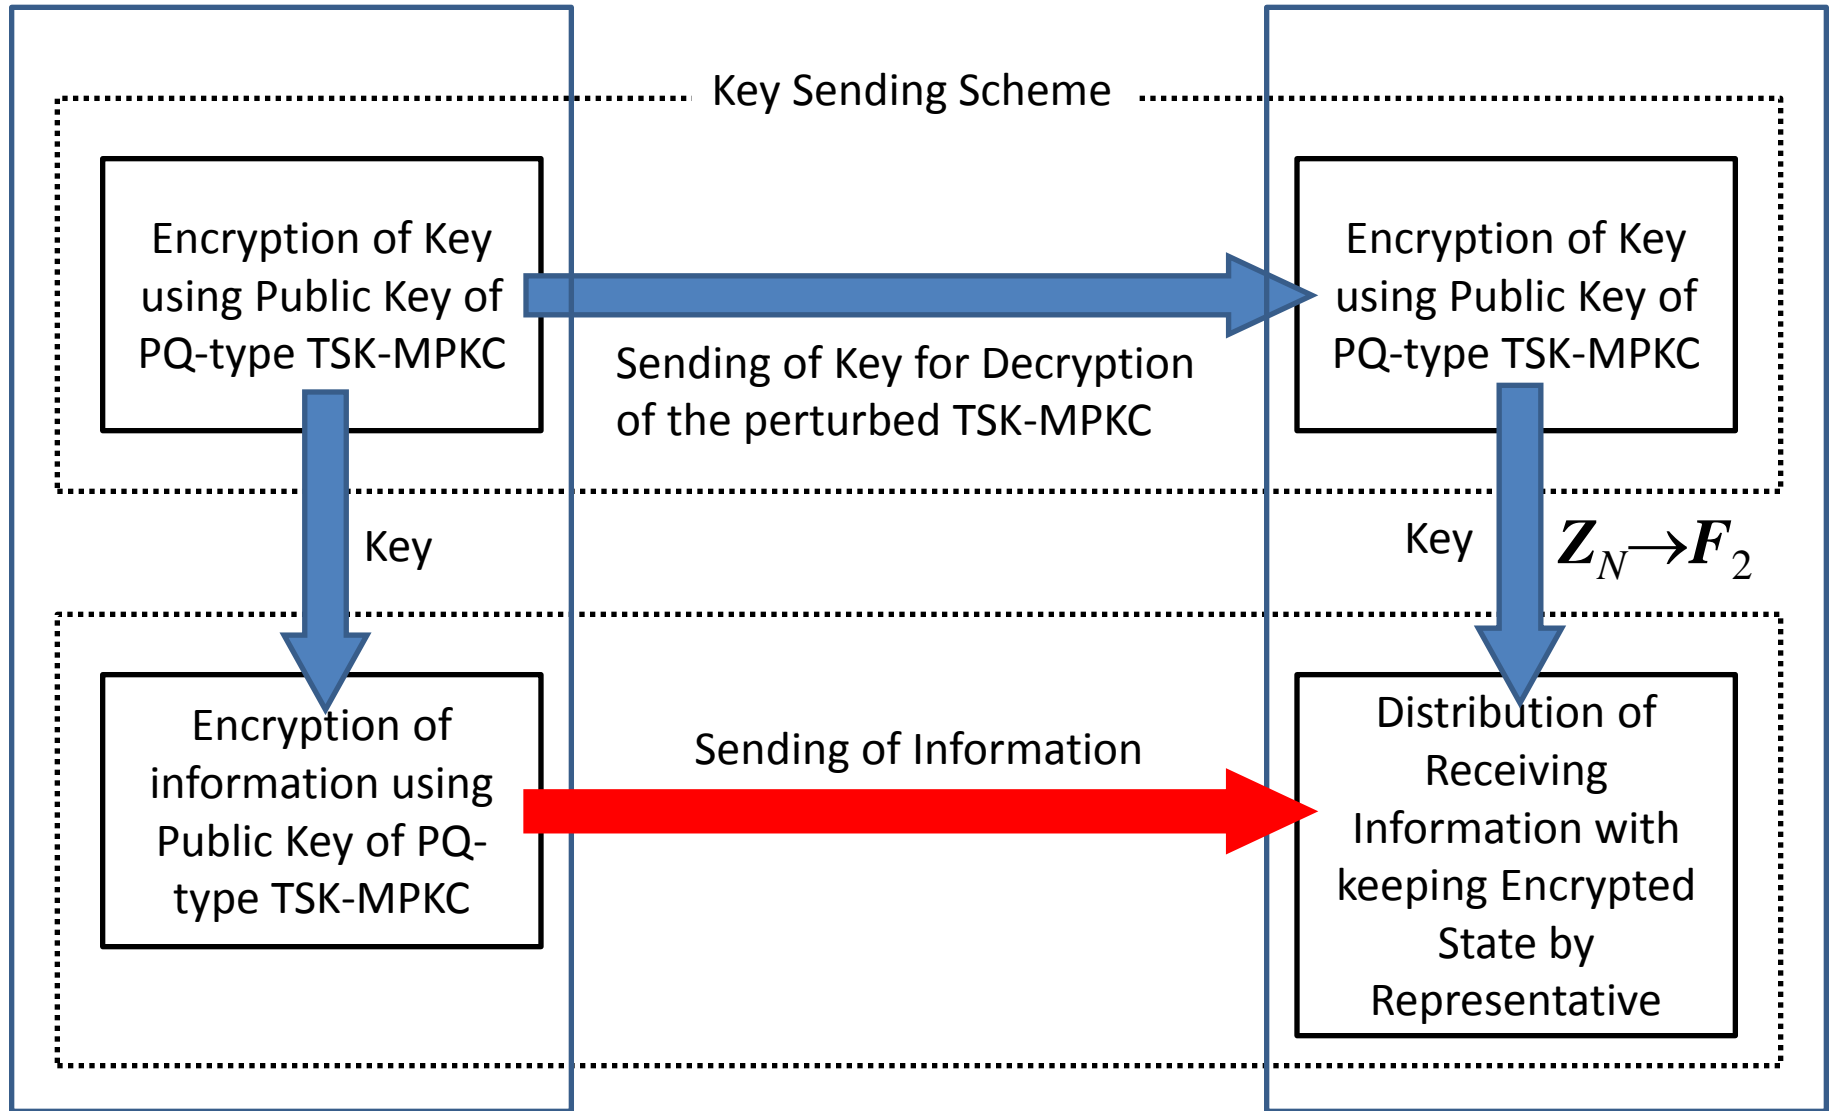 Key Sending Scheme
Encryption of Key
using Public Key of
PQ-type TSK-MPKC
Sending of Key for Decryption
of the perturbed TSK-MPKC
Encryption of Key
using Public Key of
PQ-type TSK-MPKC
Key
Key
Z_N→F_2
Encryption of
information using
Public Key of PQ-
type TSK-MPKC
Sending of Information
Distribution of
Receiving
Information with
keeping Encrypted
State by
Representative